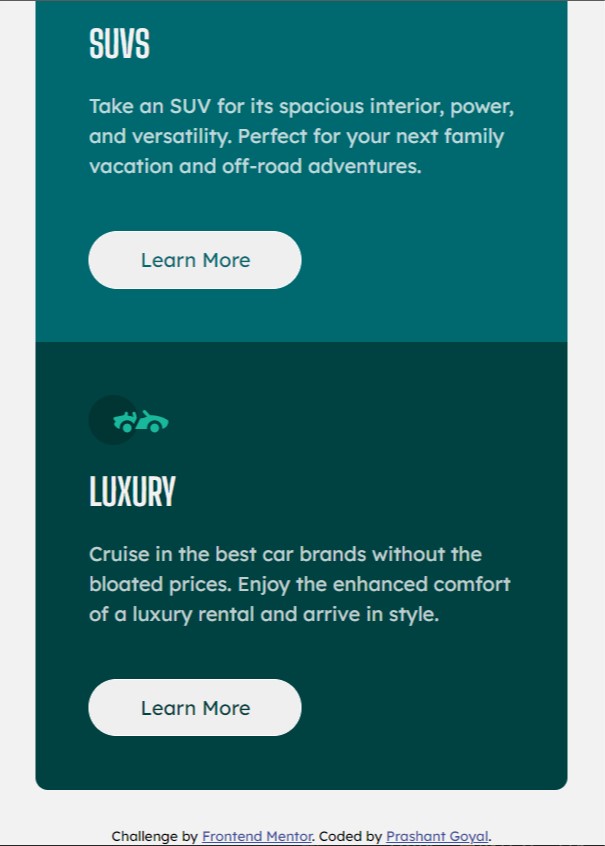 SUVS
Take an SUV for its spacious interior, power,
and versatility. Perfect for your next family
vacation and off-road adventures.
Learn More
LUXURY
Cruise in the best car brands without the
bloated prices. Enjoy the enhanced comfort
of a luxury rental and arrive in style.
Learn More
Challenge by Frontend Mentor. Coded by Prashant Goyal.